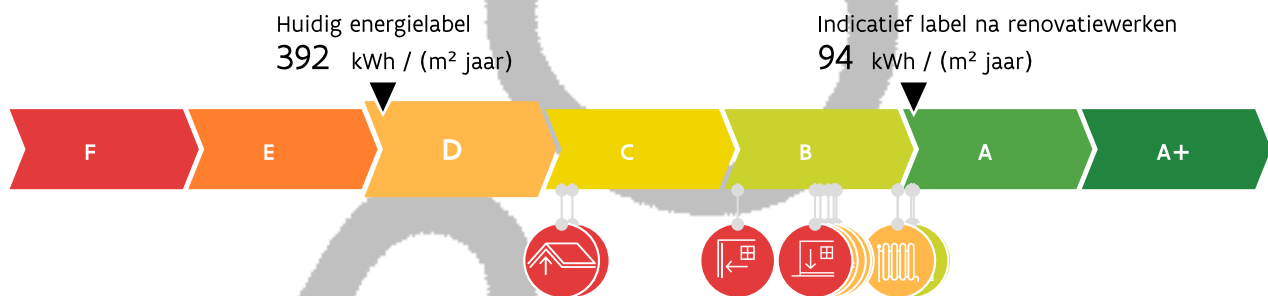 Huidig energielabel
392 kWh / (m² jaar)
Indicatief label na renovatiewerken
94 kWh / (m² jaar)
F E D C B A A+